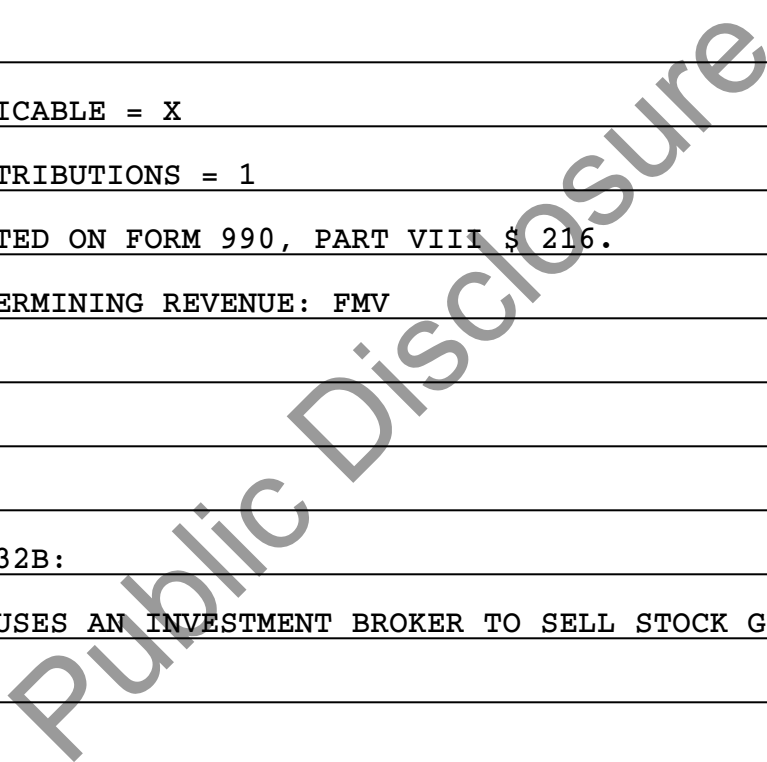 ICABLE = X
TRIBUTIONS = 1
TED ON FORM 990, PART VIII $ 216.
ERMINING REVENUE: FMV
32B:
USES AN INVESTMENT BROKER TO SELL STOCK G
Public Disclosure